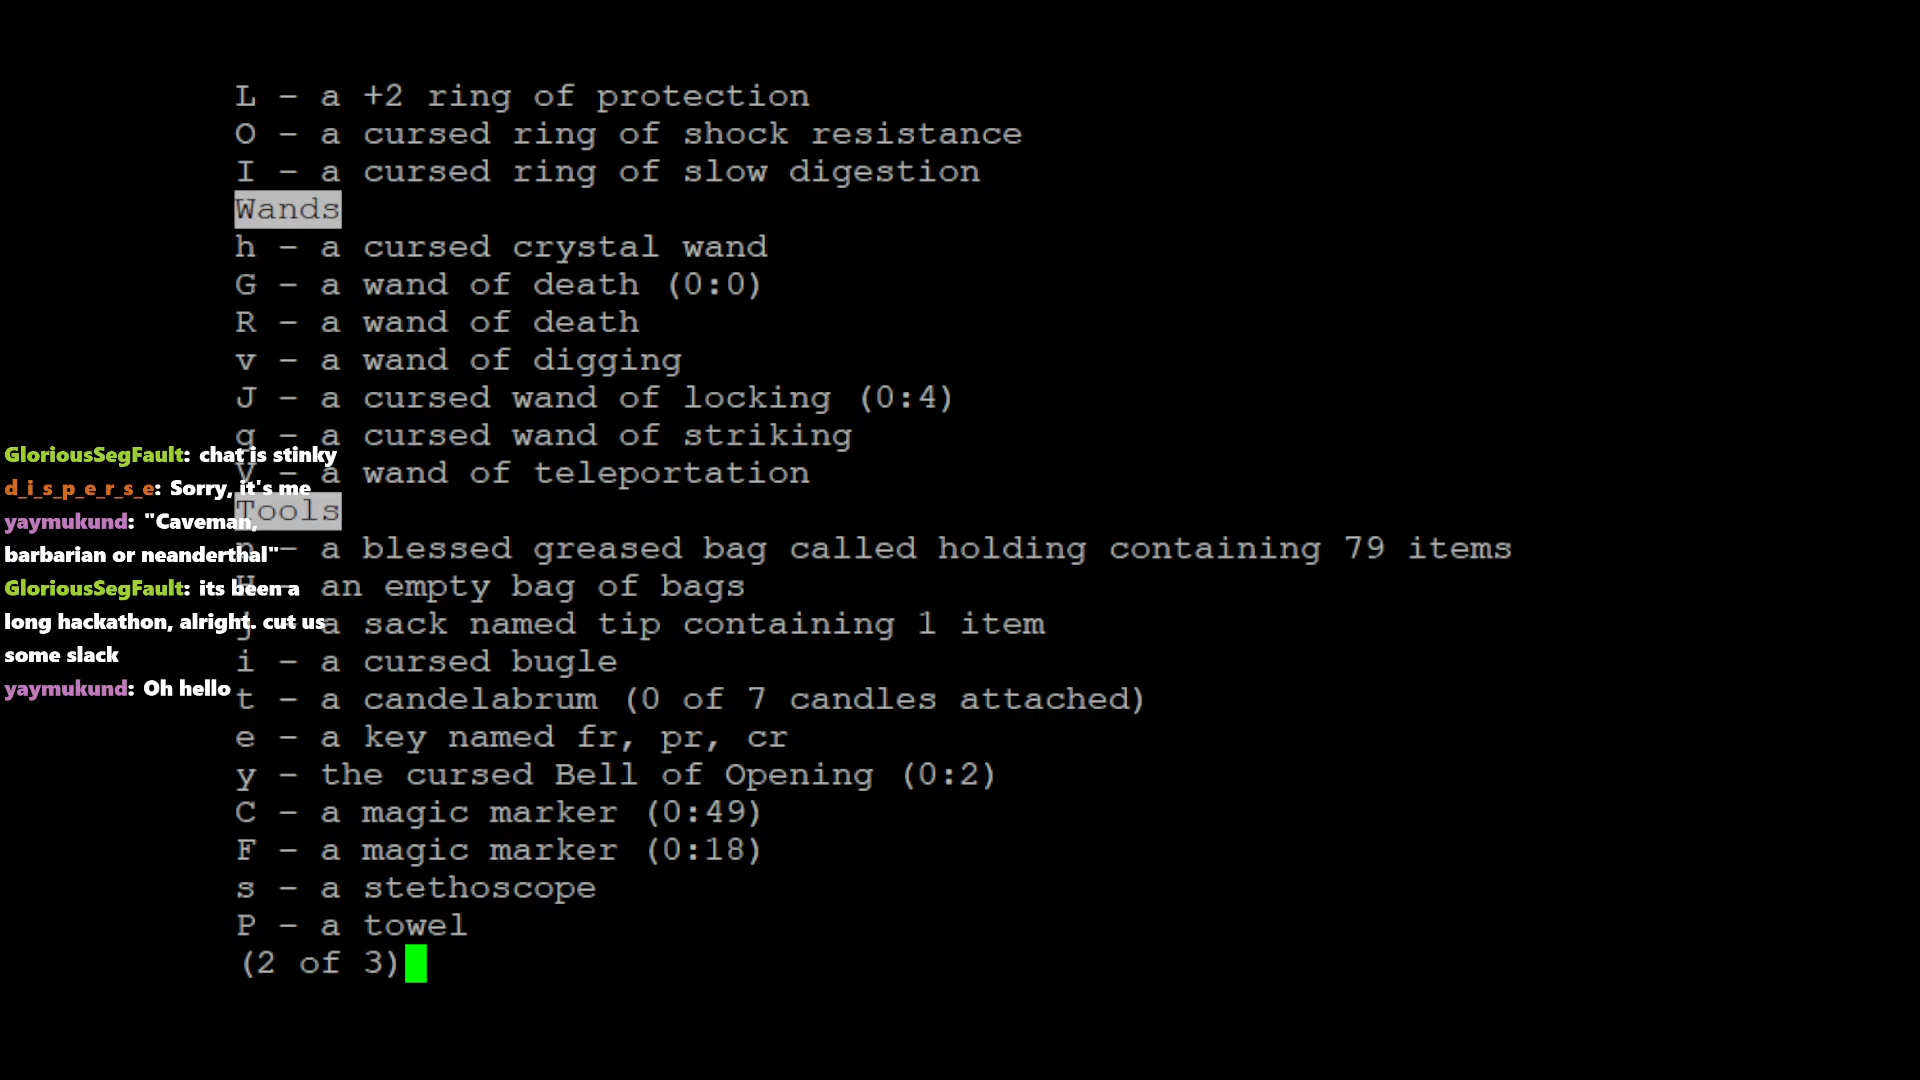 L - a +2 ring of protection
O - a cursed ring of shock resistance
I - a cursed ring of slow digestion
Wands
h - a cursed crystal wand
G - a wand of death (0:0)
R - a wand of death
v - a wand of digging
J - a cursed wand of locking (0:4)
q - a cursed wand of striking
V - a wand of teleportation
Tools
n - a blessed greased bag called holding containing 79 items
H - an empty bag of bags
j - a sack named tip containing 1 item
i - a cursed bugle
t - a candelabrum (0 of 7 candles attached)
e - a key named fr, pr, cr
y - the cursed Bell of Opening (0:2)
C - a magic marker (0:49)
F - a magic marker (0:18)
s - a stethoscope
P - a towel
(2 of 3)
GloriousSegFault: chat is stinky
d_i_s_p_e_r_s_e: Sorry, it's me
yaymukund: "Caveman,
barbarian or neanderthal"
GloriousSegFault: its been a
long hackathon, alright. cut us
some slack
yaymukund: Oh hello